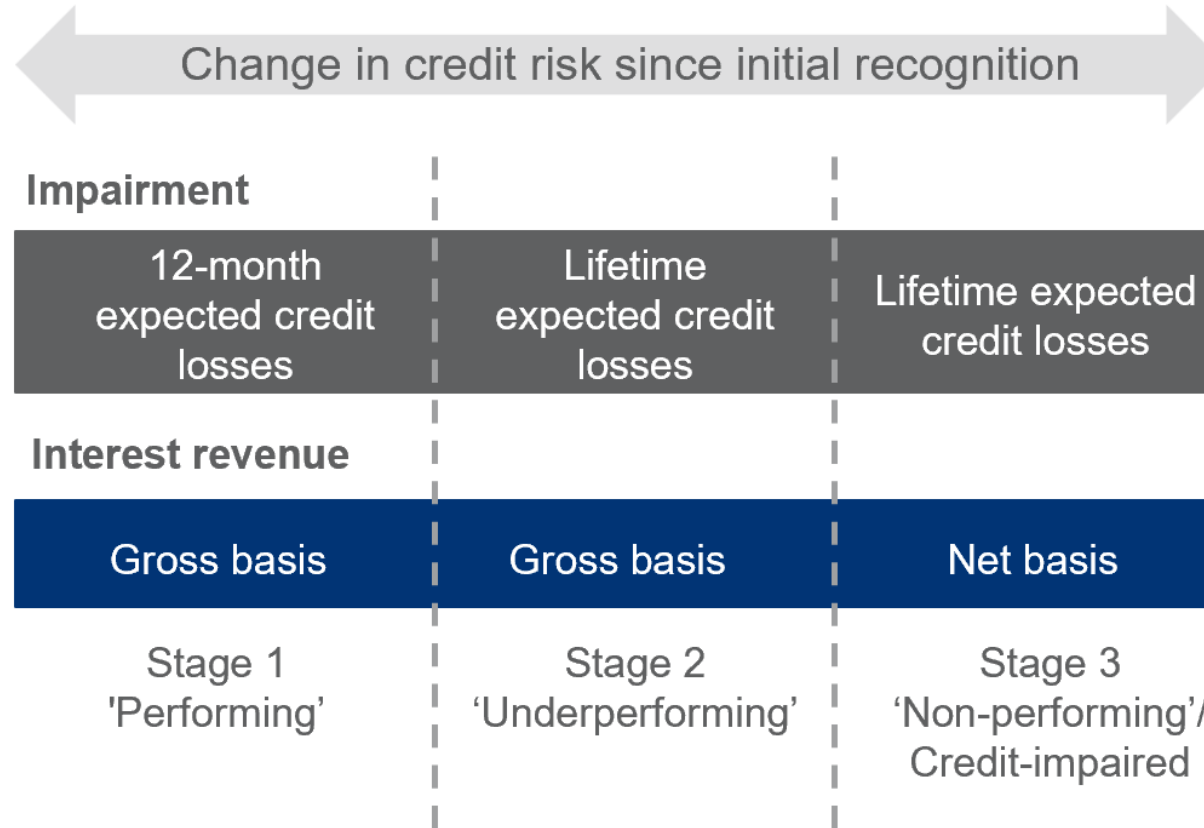 Change in credit risk since initial recognition
Impairment
12-month
expected credit
losses
Lifetime
expected credit
losses
Lifetime expected
credit losses
Interest revenue
Gross basis
Gross basis
Net basis
Stage 1
'Performing’
Stage 2
‘Underperforming’
Stage 3
‘Non-performing’/
Credit-impaired